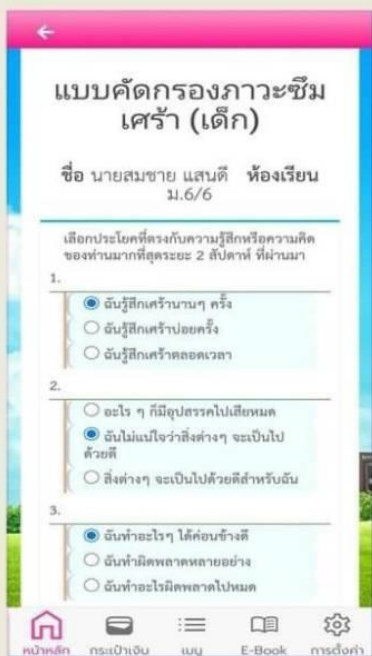 แบบคัดกรองภาวะซึม
เศร้า (เด็ก)
ชื่อ นายสมชาย แสนดี ห้องเรียน
ม.6/6
เลือกประโยคที่ตรงกับความรู้สึกหรือความคิด
ของท่านมากที่สุดระยะ 2 สัปดาห์ ที่ผ่านมา
1.
ฉันรู้สึกเศร้านานๆ ครั้ง
ฉันรู้สึกเศร้าบ่อยครั้ง
ฉันรู้สึกเศร้าตลอดเวลา
2.
อะไร ๆ ก็มีอุปสรรคไปเสียหมด
ฉันไม่แน่ใจว่าสิ่งต่างๆ จะเป็นไป
ด้วยดี
สิ่งต่างๆ จะเป็นไปด้วยดีสำหรับฉัน
3.
ฉันทำอะไรๆ ได้ค่อนข้างดี
ฉันทำผิดพลาดหลายอย่าง
ฉันทำอะไรผิดพลาดไปหมด
หน้าหลัก กระเป๋าเงิน เมนู E-Book การตั้งค่า